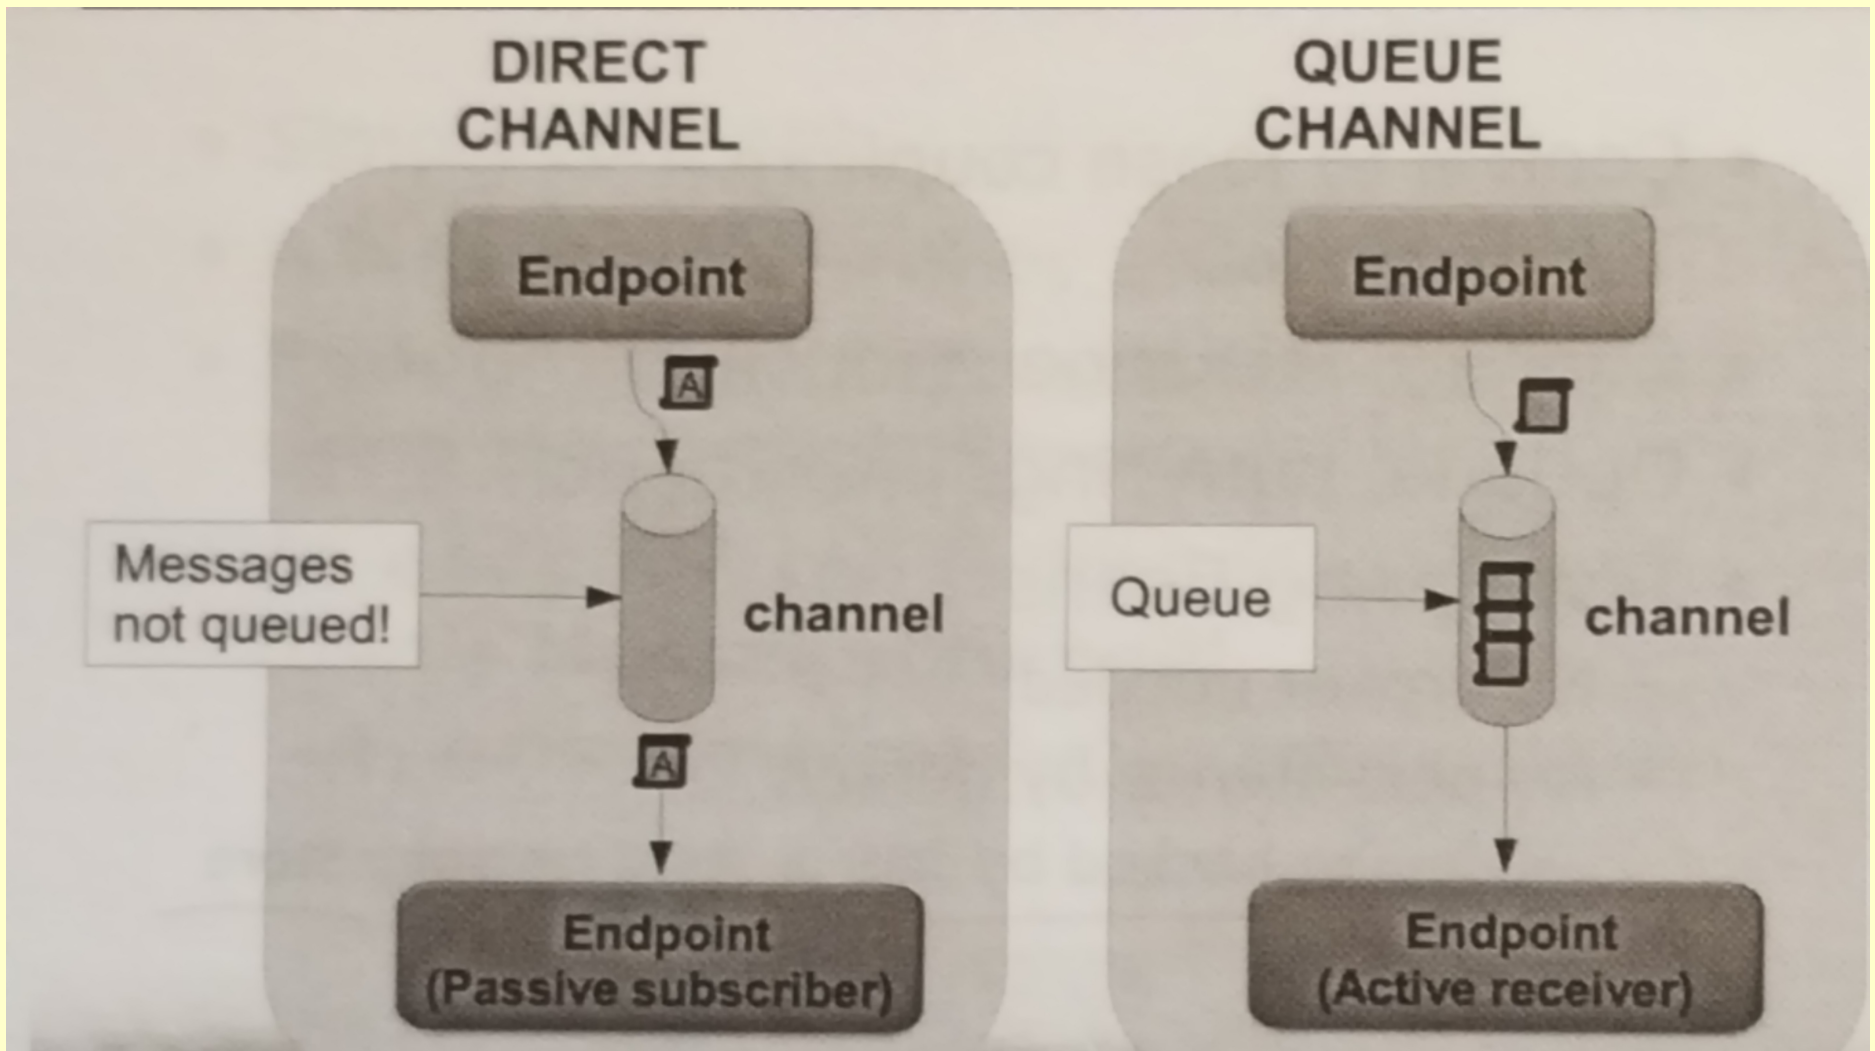 DIRECT
CHANNEL
Endpoint
A
Messages
not queued!
channel
A
Endpoint
(Passive subscriber)
QUEUE
CHANNEL
Endpoint
Queue
channel
Endpoint
(Active receiver)